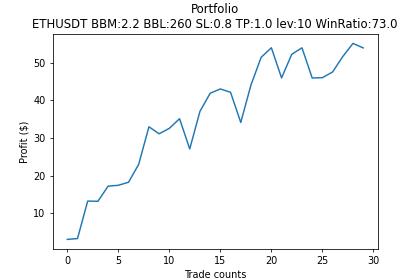 Portfolio
ETHUSDT BBM:2.2 BBL:260 SL:0.8 TP:1.0 lev:10 WinRatio:73.0
50
40
30
20
10
Profit ($)
0 5 10 15 20 25 30
Trade counts